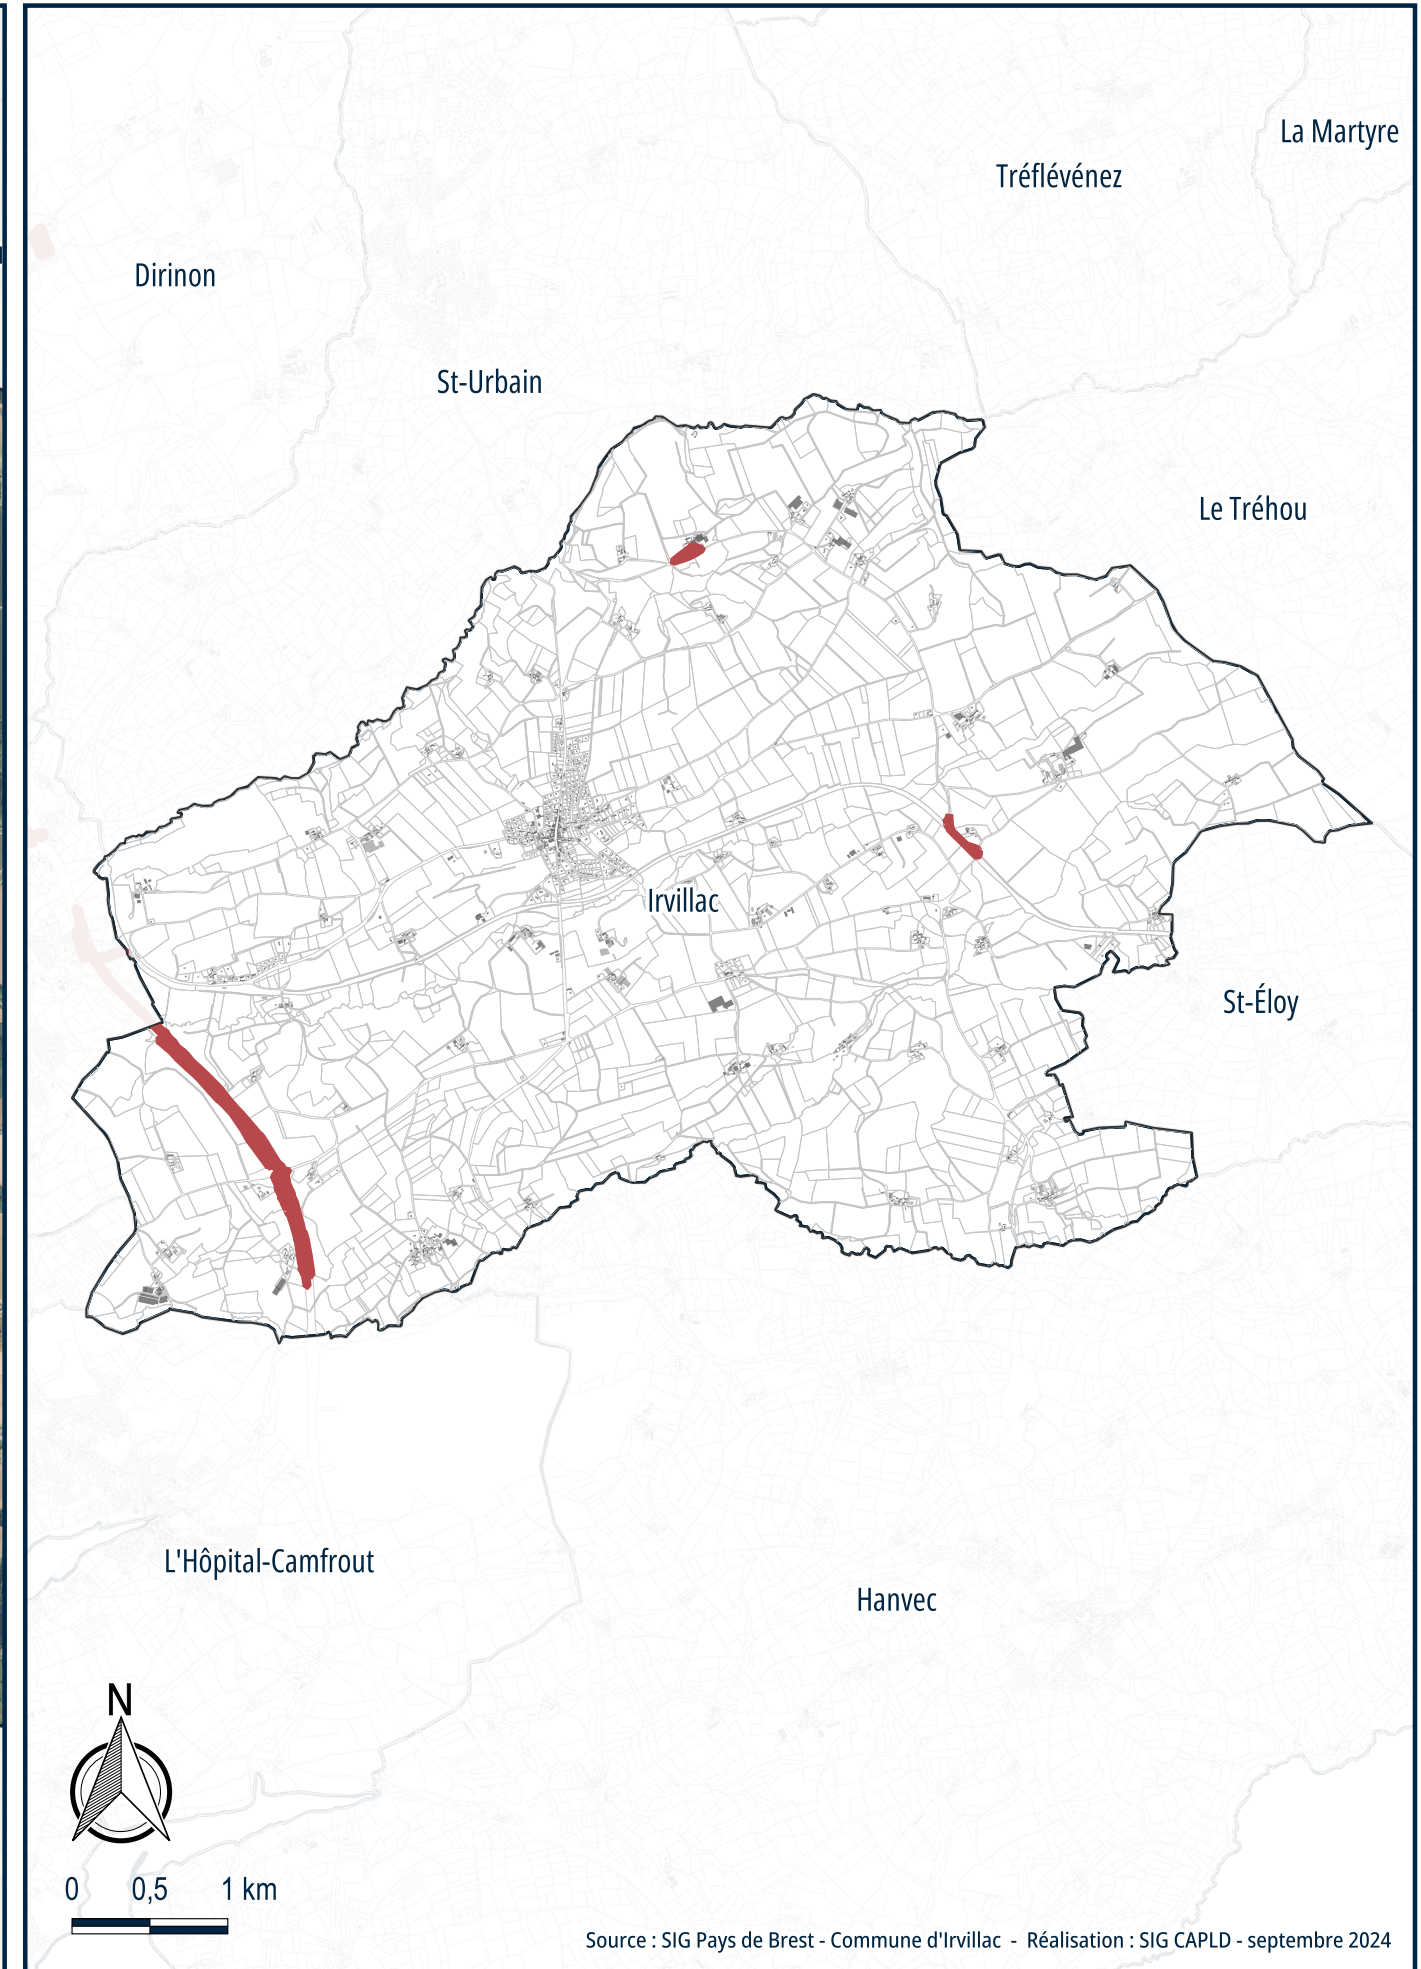 La Martyre
Tréflévénez
Dirinon
St-Urbain
Le Tréhou
Irvillac
St-Éloy
L'Hôpital-Camfrout
Hanvec
N
0 0,5 1 km
Source : SIG Pays de Brest - Commune d'Irvillac - Réalisation : SIG CAPLD - septembre 2024